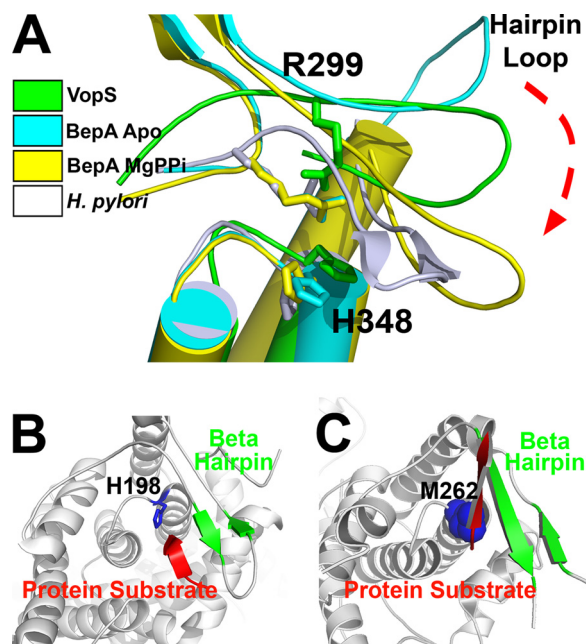 A
Hairpin
Loop
R299
VopS
BepA Apo
BepA MgPPi
H. pylori
H348
B
Beta
Hairpin
H198
Protein Substrate
C
Beta
Hairpin
M262
Protein Substrate